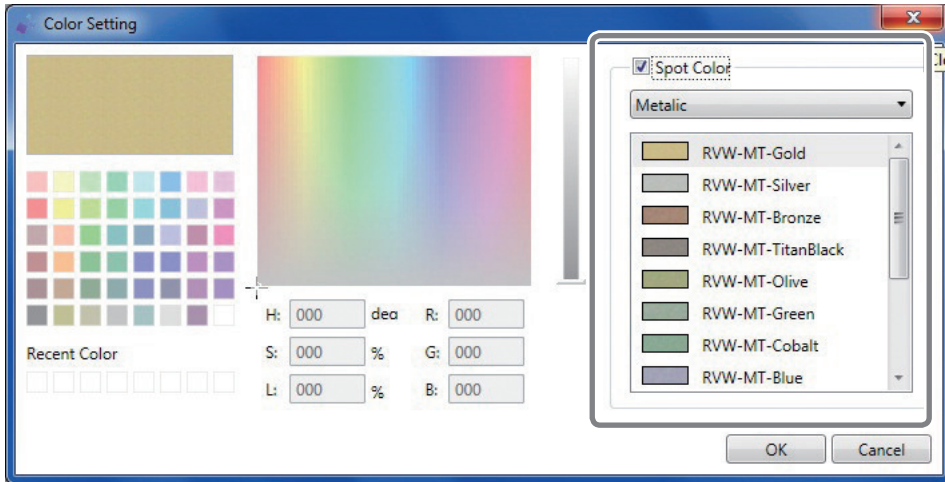 Color Setting
Spot Color
Metalic
RVW-MT-Gold
RVW-MT-Silver
RVW-MT-Bronze
RVW-MT-TitanBlack
RVW-MT-Olive
RVW-MT-Green
RVW-MT-Cobalt
RVW-MT-Blue
H: 000 deg R: 000
S: 000 % G: 000
L: 000 % B: 000
Recent Color
OK Cancel